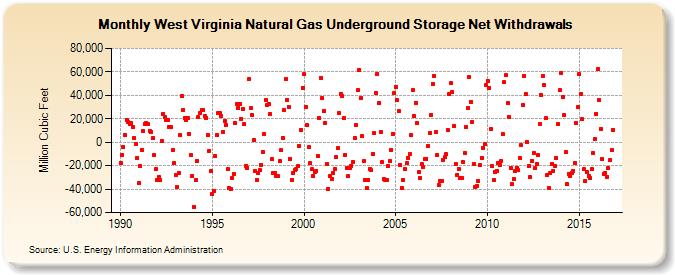 Monthly West Virginia Natural Gas Underground Storage Net Withdrawals
Million Cubic Feet
80,000
60,000
40,000
20,000
0
-20,000
-40,000
-60,000
1990 1995 2000 2005 2010 2015
Source: U.S. Energy Information Administration